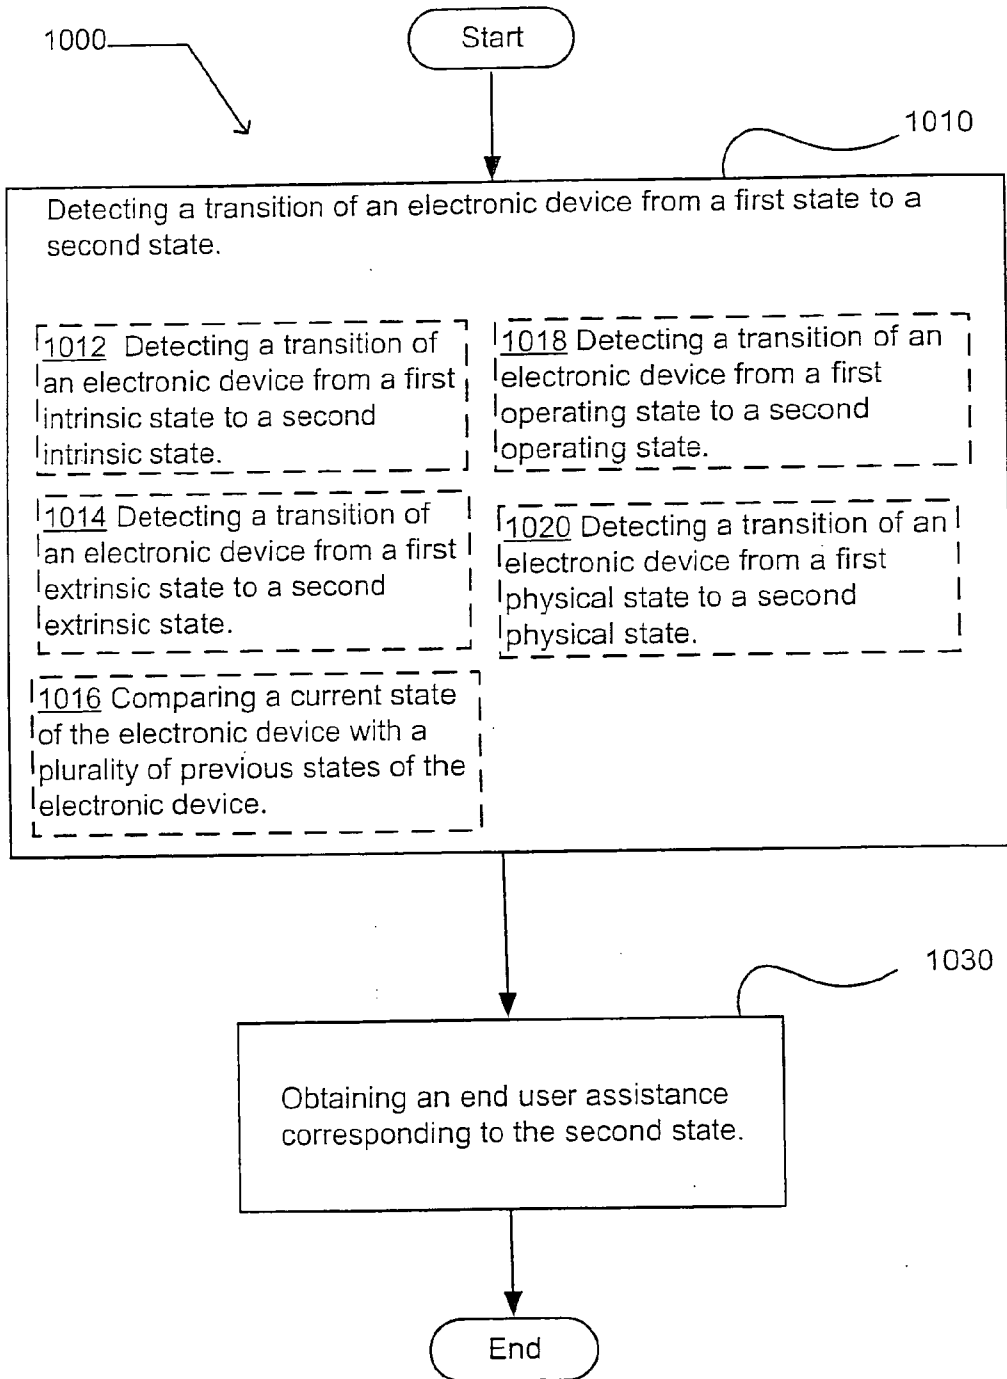 Start
1000
1010
Detecting a transition of an electronic device from a first state to a
second state.
1012 Detecting a transition of
an electronic device from a first
intrinsic state to a second
intrinsic state.
1018 Detecting a transition of an
electronic device from a first
operating state to a second
operating state.
1014 Detecting a transition of
an electronic device from a first
extrinsic state to a second
extrinsic state.
1020 Detecting a transition of an
electronic device from a first
physical state to a second
physical state.
1016 Comparing a current state
of the electronic device with a
plurality of previous states of the
electronic device.
1030
Obtaining an end user assistance
corresponding to the second state.
End